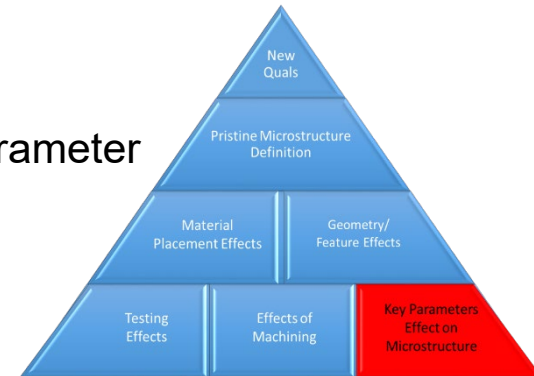 New
Quals
rameter
Pristine Microstructure
Definition
Material
Placement Effects
Geometry/
Feature Effects
Testing
Effects
Effects of
Machining
Key Parameters
Effect on
Microstructure